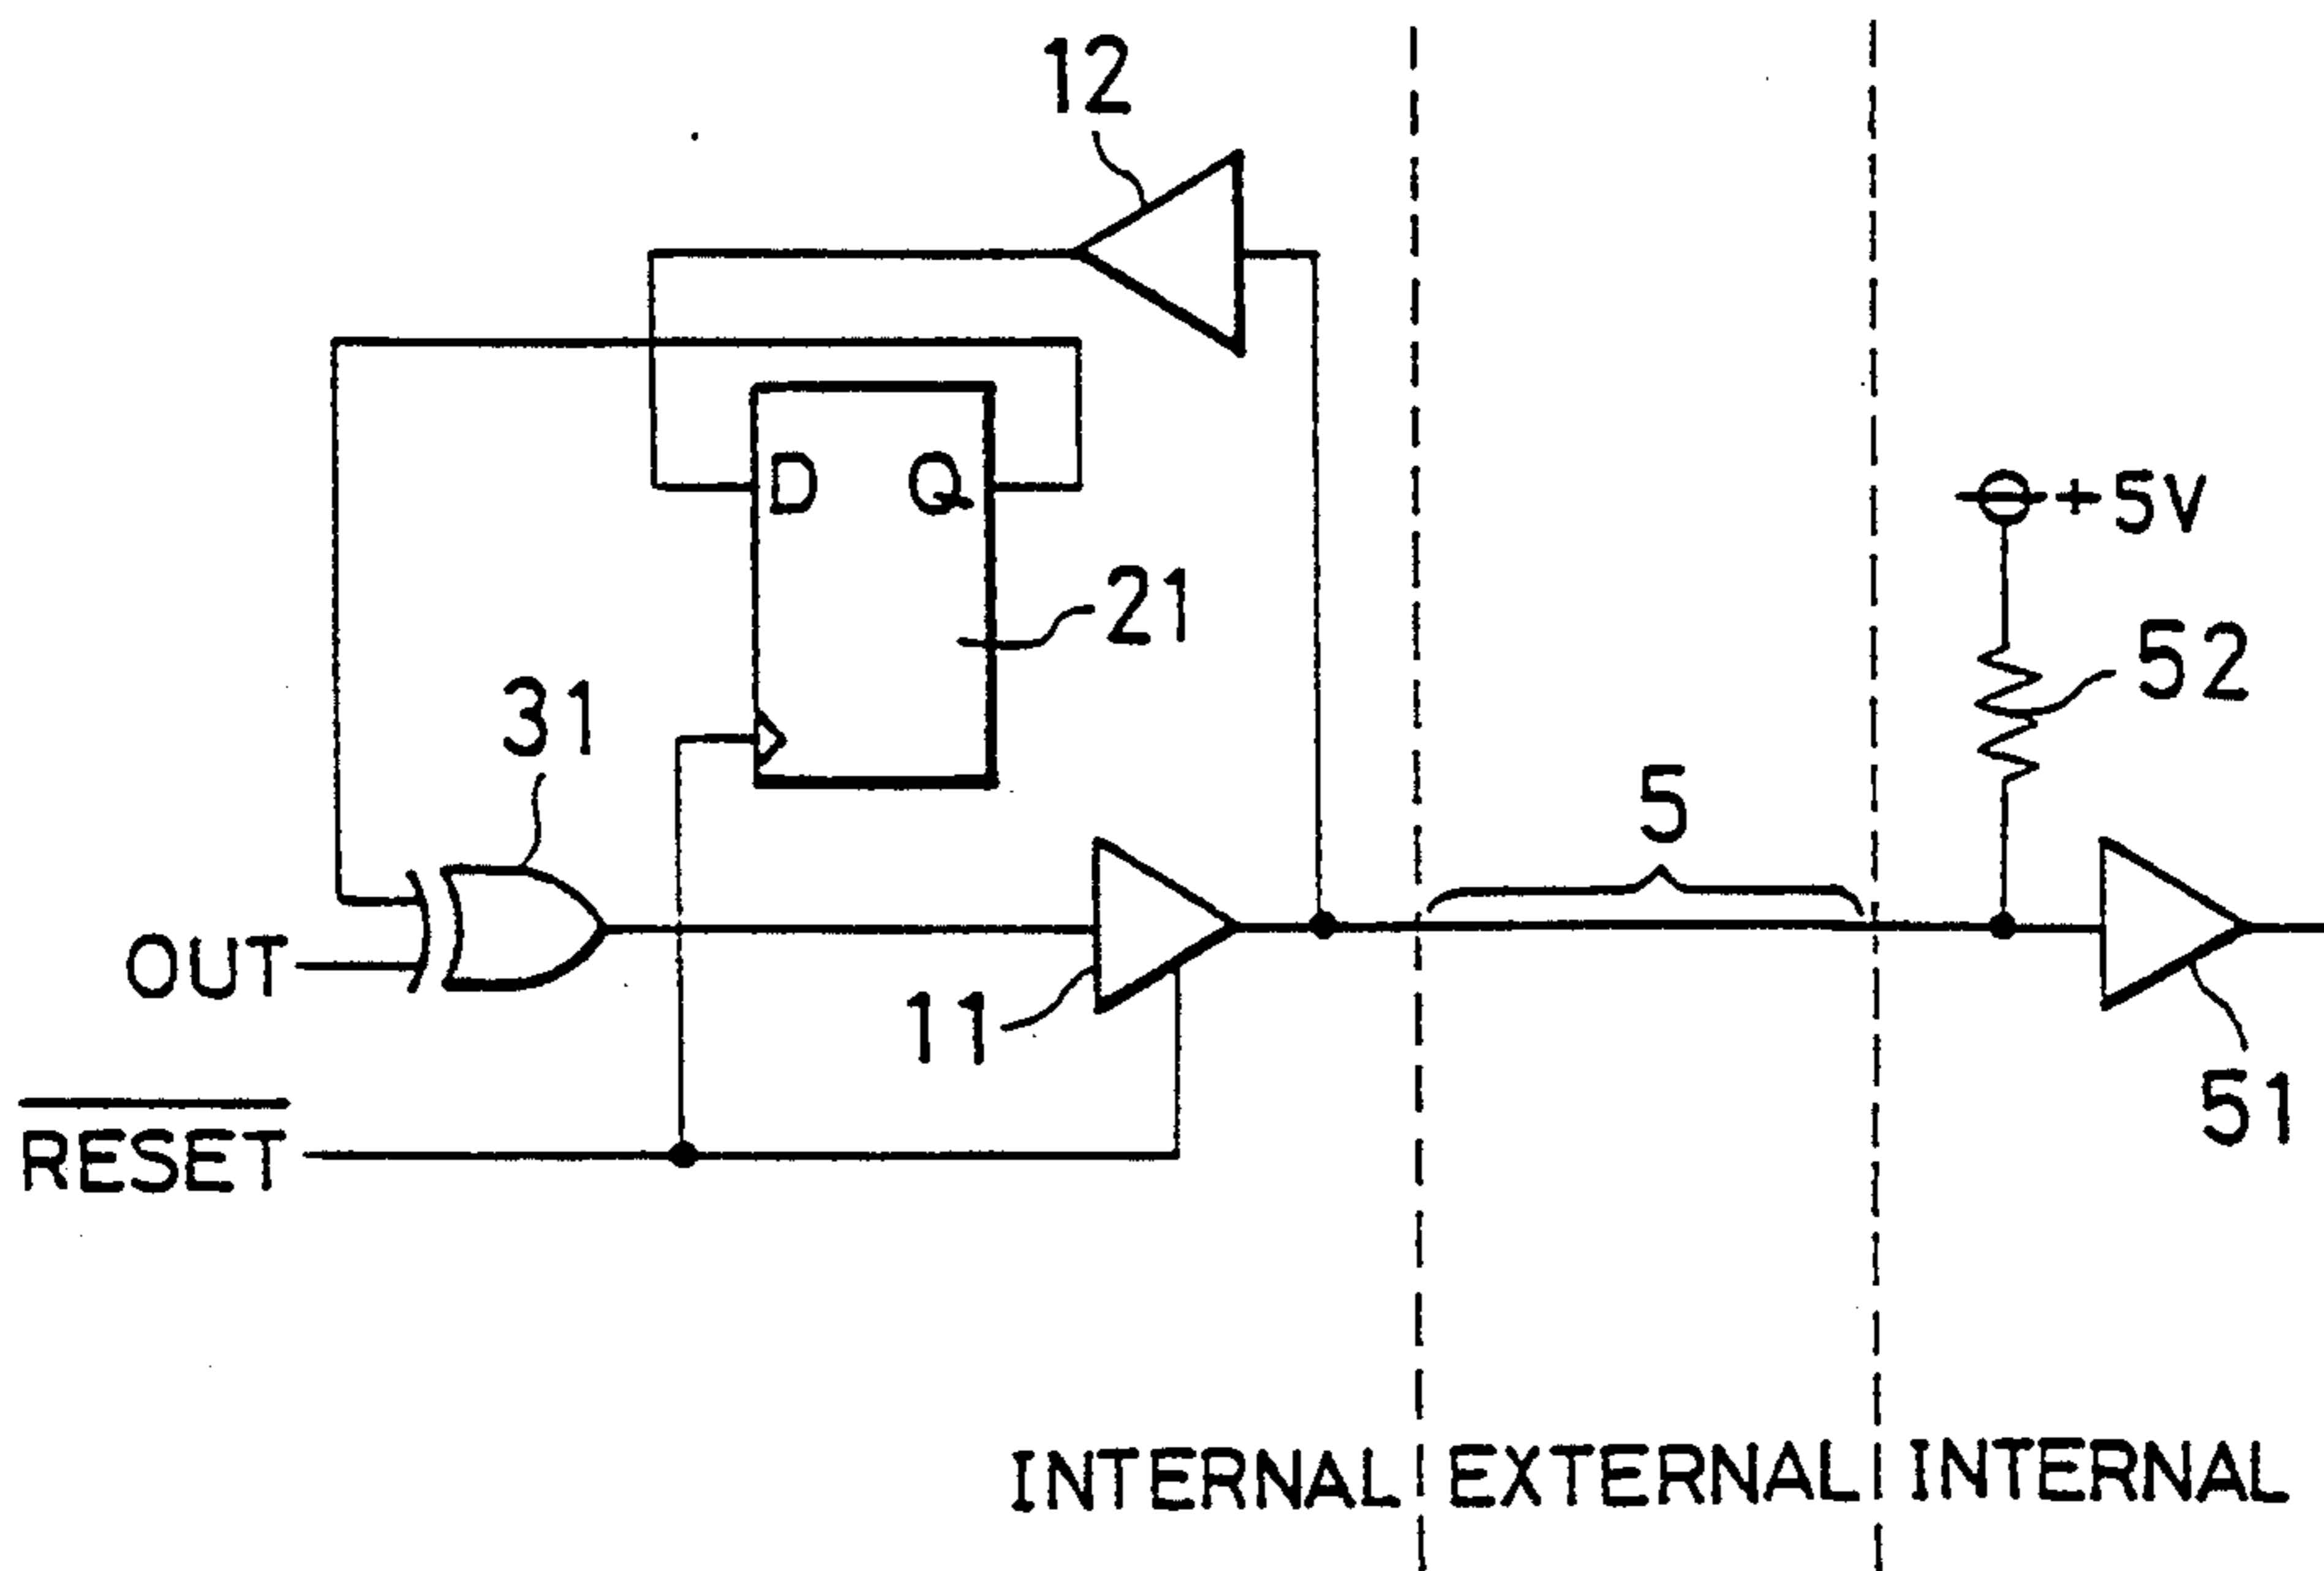 12
D Q
+5V
21
52
31
5
OUT
11
RESET
51
INTERNAL EXTERNAL INTERNAL